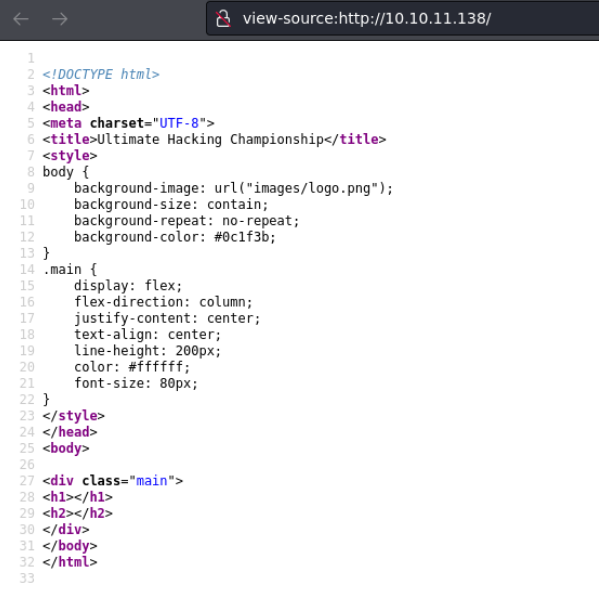 view-source:http://10.10.11.138/
1
2 <!DOCTYPE html>
3 <html>
4 <head>
5 <meta charset="UTF-8">
6 <title>Ultimate Hacking Championship</title>
7 <style>
8 body {
9     background-image: url("images/logo.png");
10     background-size: contain;
11     background-repeat: no-repeat;
12     background-color: #0c1f3b;
13 }
14 .main {
15     display: flex;
16     flex-direction: column;
17     justify-content: center;
18     text-align: center;
19     line-height: 200px;
20     color: #ffffff;
21     font-size: 80px;
22 }
23 </style>
24 </head>
25 <body>
26
27 <div class="main">
28 <h1></h1>
29 <h2></h2>
30 </div>
31 </body>
32 </html>
33